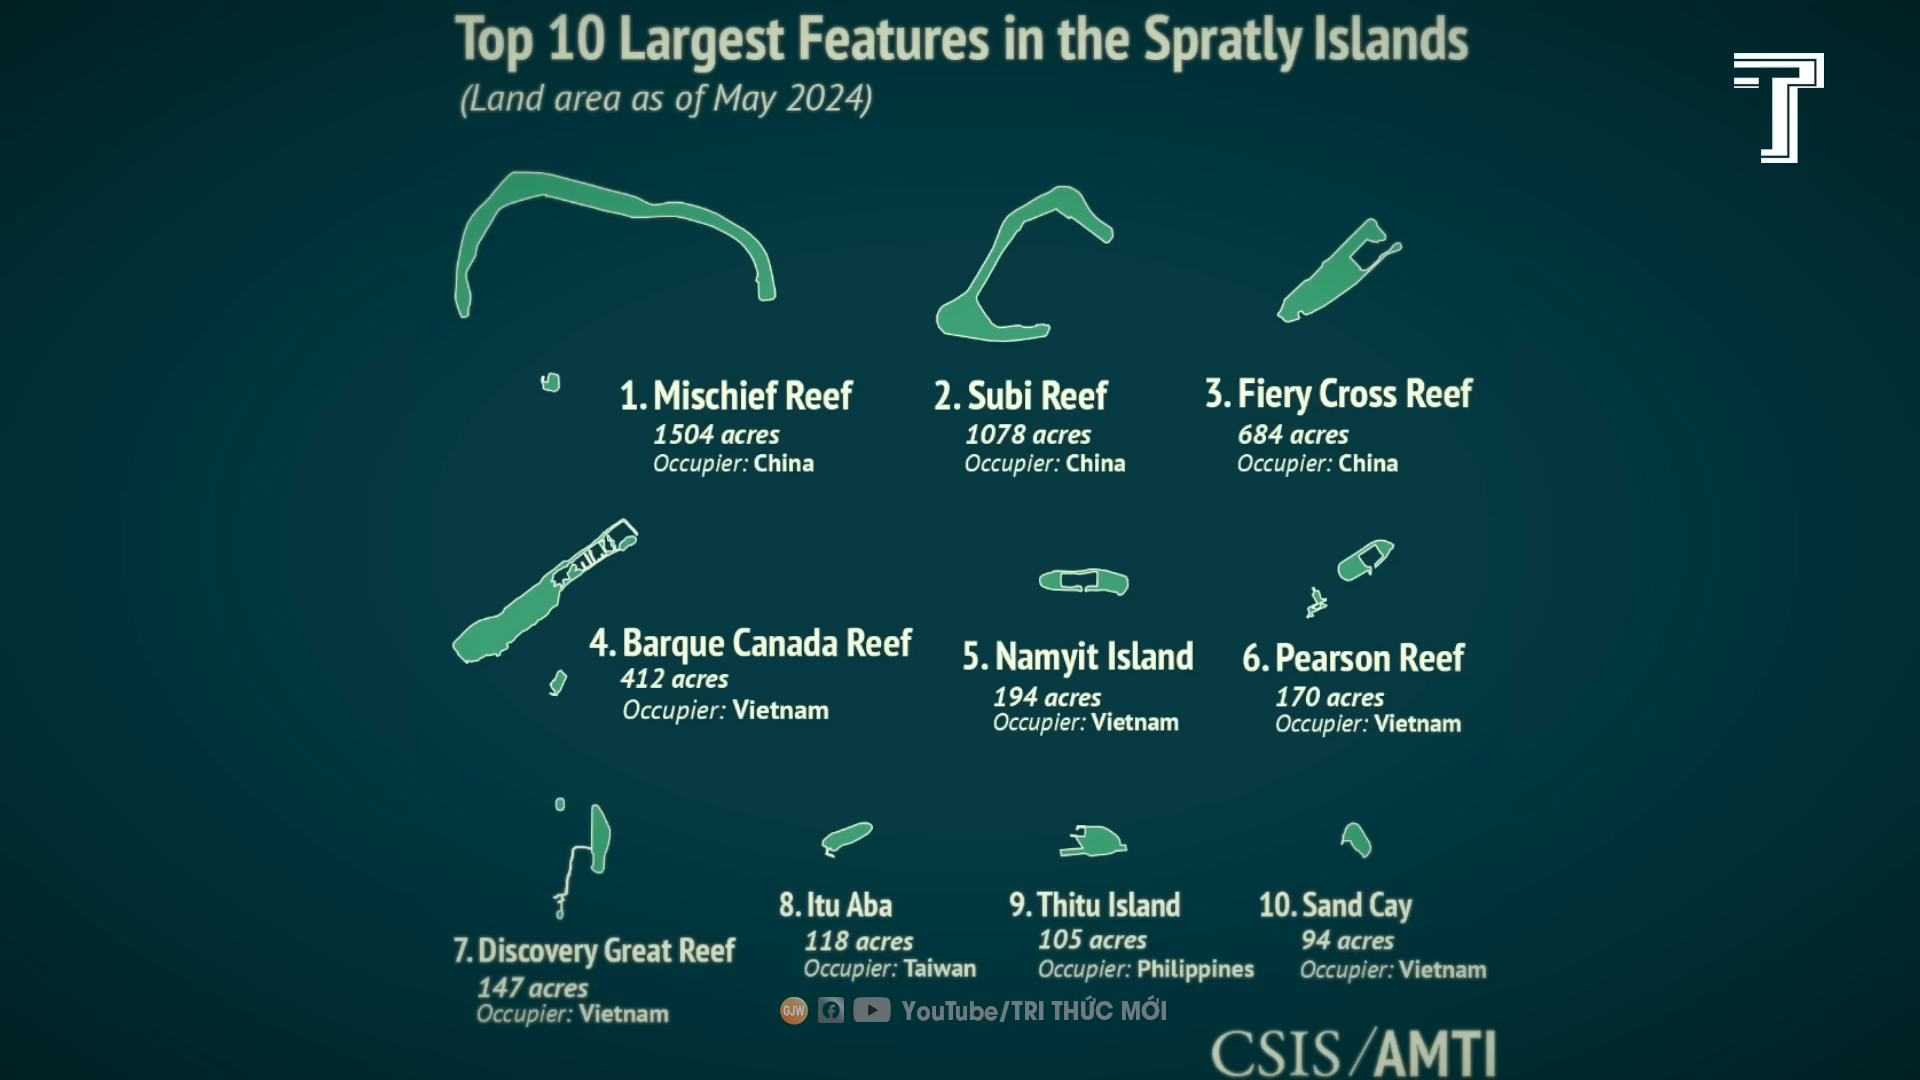 Top 10 Largest Features in the Spratly Islands
(Land area as of May 2024)
1. Mischief Reef
1504 acres
Occupier: China
2. Subi Reef
1078 acres
Occupier: China
3. Fiery Cross Reef
684 acres
Occupier: China
4. Barque Canada Reef
412 acres
Occupier: Vietnam
5. Namyit Island
194 acres
Occupier: Vietnam
6. Pearson Reef
170 acres
Occupier: Vietnam
7. Discovery Great Reef
147 acres
Occupier: Vietnam
8. Itu Aba
118 acres
Occupier: Taiwan
9. Thitu Island
105 acres
Occupier: Philippines
10. Sand Cay
94 acres
Occupier: Vietnam
GJW YouTube/TRI THỨC MỚI
CSIS/AMTI